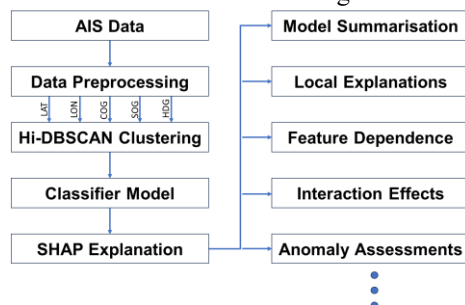 AIS Data
Data Preprocessing
LAT
LON
COG
SOG
HDG
Hi-DBSCAN Clustering
Classifier Model
SHAP Explanation
Model Summarisation
Local Explanations
Feature Dependence
Interaction Effects
Anomaly Assessments